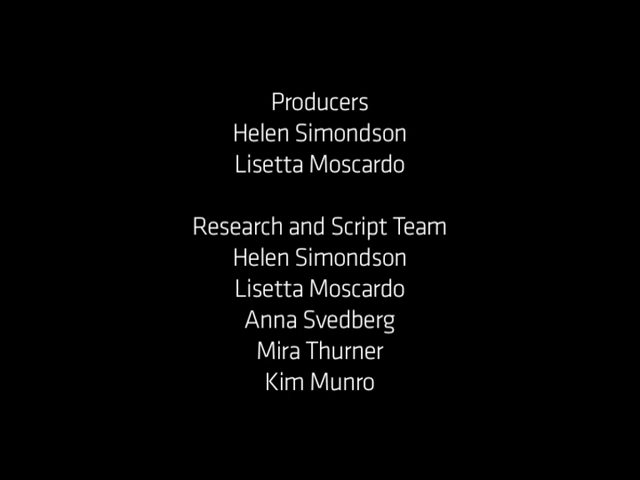 Producers
Helen Simondson
Lisetta Moscardo
Research and Script Team
Helen Simondson
Lisetta Moscardo
Anna Svedberg
Mira Thurner
Kim Munro